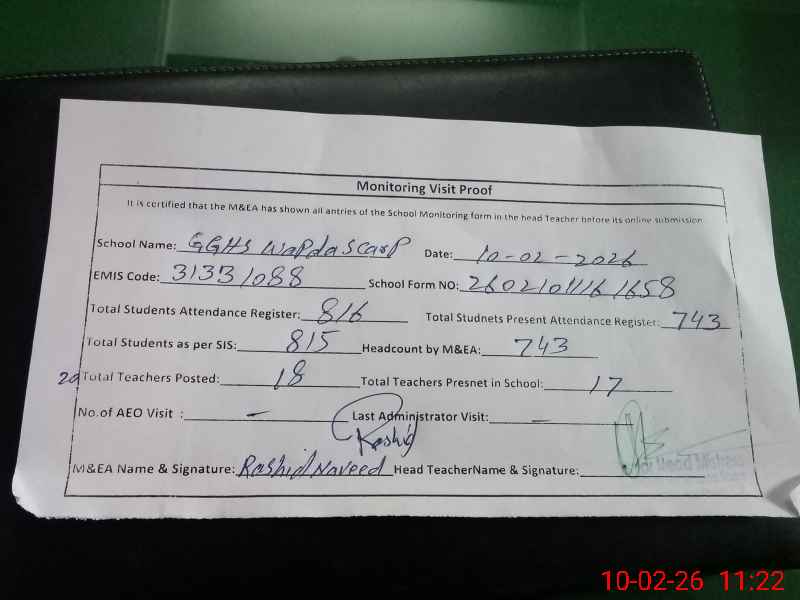 Monitoring Visit Proof
It is certified that the M&EA has shown all antries of the School Monitoring form in the head Teacher before its online submission
School Name: GGHS Wapda Scarp Date: 10-02-2026
EMIS Code: 31331088 School Form NO:
Total Students Attendance Register: 816 Total Studnets Present Attendance Register: 743
Total Students as per SIS: 815 Headcount by M&EA: 743
20 Total Teachers Posted: 18 Total Teachers Presnet in School: 17
No.of AEO Visit : - Last Administrator Visit: -
Rashid
M&EA Name & Signature: Rashid Naveed Head TeacherName & Signature:
Head Mistress
10-02-26 11:22